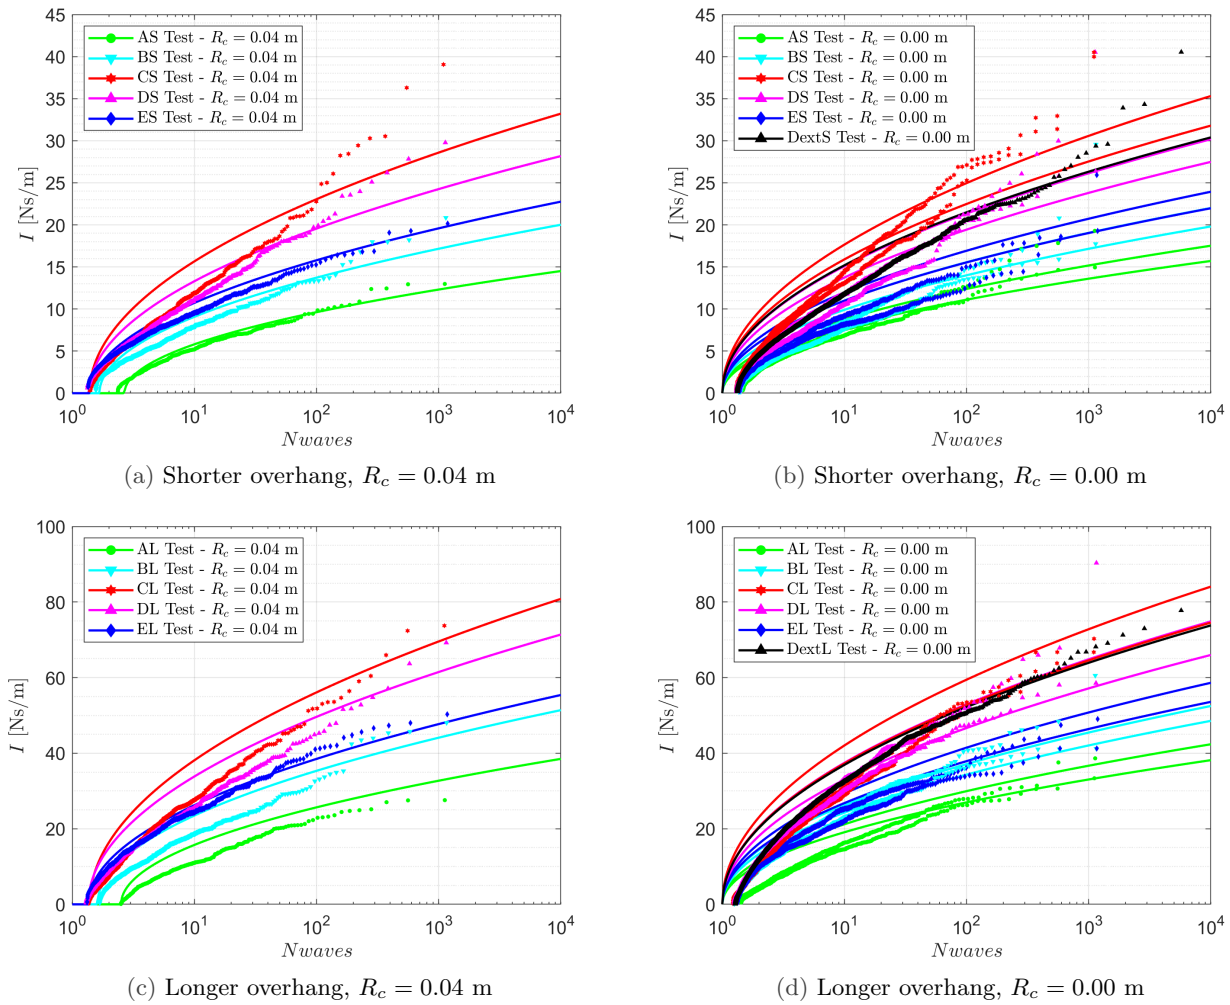 45
40
35
30
25
20
15
10
5
0
I [Ns/m]
AS Test - R_c = 0.04 m
BS Test - R_c = 0.04 m
CS Test - R_c = 0.04 m
DS Test - R_c = 0.04 m
ES Test - R_c = 0.04 m
10^0 10^1 10^2 10^3 10^4
Nwaves
(a) Shorter overhang, R_c = 0.04 m
45
40
35
30
25
20
15
10
5
0
I [Ns/m]
AS Test - R_c = 0.00 m
BS Test - R_c = 0.00 m
CS Test - R_c = 0.00 m
DS Test - R_c = 0.00 m
ES Test - R_c = 0.00 m
DextS Test - R_c = 0.00 m
10^0 10^1 10^2 10^3 10^4
Nwaves
(b) Shorter overhang, R_c = 0.00 m
100
80
60
40
20
0
I [Ns/m]
AL Test - R_c = 0.04 m
BL Test - R_c = 0.04 m
CL Test - R_c = 0.04 m
DL Test - R_c = 0.04 m
EL Test - R_c = 0.04 m
10^0 10^1 10^2 10^3 10^4
Nwaves
(c) Longer overhang, R_c = 0.04 m
100
80
60
40
20
0
I [Ns/m]
AL Test - R_c = 0.00 m
BL Test - R_c = 0.00 m
CL Test - R_c = 0.00 m
DL Test - R_c = 0.00 m
EL Test - R_c = 0.00 m
DextL Test - R_c = 0.00 m
10^0 10^1 10^2 10^3 10^4
Nwaves
(d) Longer overhang, R_c = 0.00 m